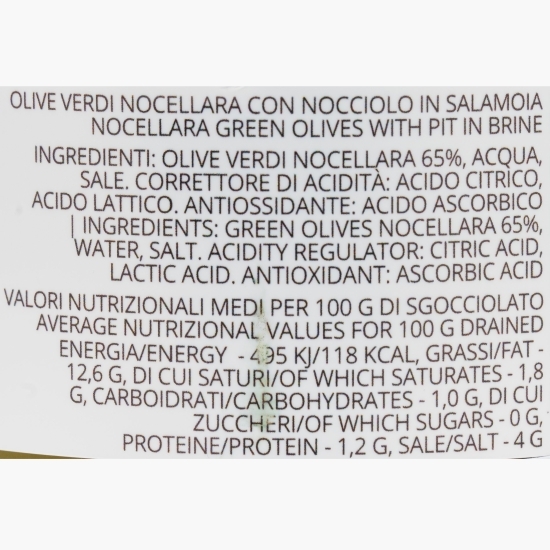 OLIVE VERDI NOCELLARA CON NOCCIOLO IN SALAMOIA
NOCELLARA GREEN OLIVES WITH PIT IN BRINE
INGREDIENTI: OLIVE VERDI NOCELLARA 65%, ACQUA,
SALE. CORRETTORE DI ACIDITÀ: ACIDO CITRICO,
ACIDO LATTICO. ANTIOSSIDANTE: ACIDO ASCORBICO
| INGREDIENTS: GREEN OLIVES NOCELLARA 65%,
WATER, SALT. ACIDITY REGULATOR: CITRIC ACID,
LACTIC ACID. ANTIOXIDANT: ASCORBIC ACID
VALORI NUTRIZIONALI MEDI PER 100 G DI SGOCCIOLATO
AVERAGE NUTRIZIONAL VALUES FOR 100 G DRAINED
ENERGIA/ENERGY - 495 KJ/118 KCAL, GRASSI/FAT -
12,6 G, DI CUI SATURI/OF WHICH SATURATES - 1,8
G, CARBOIDRATI/CARBOHYDRATES - 1,0 G, DI CUI
ZUCCHERI/OF WHICH SUGARS - 0 G,
PROTEINE/PROTEIN - 1,2 G, SALE/SALT - 4 G